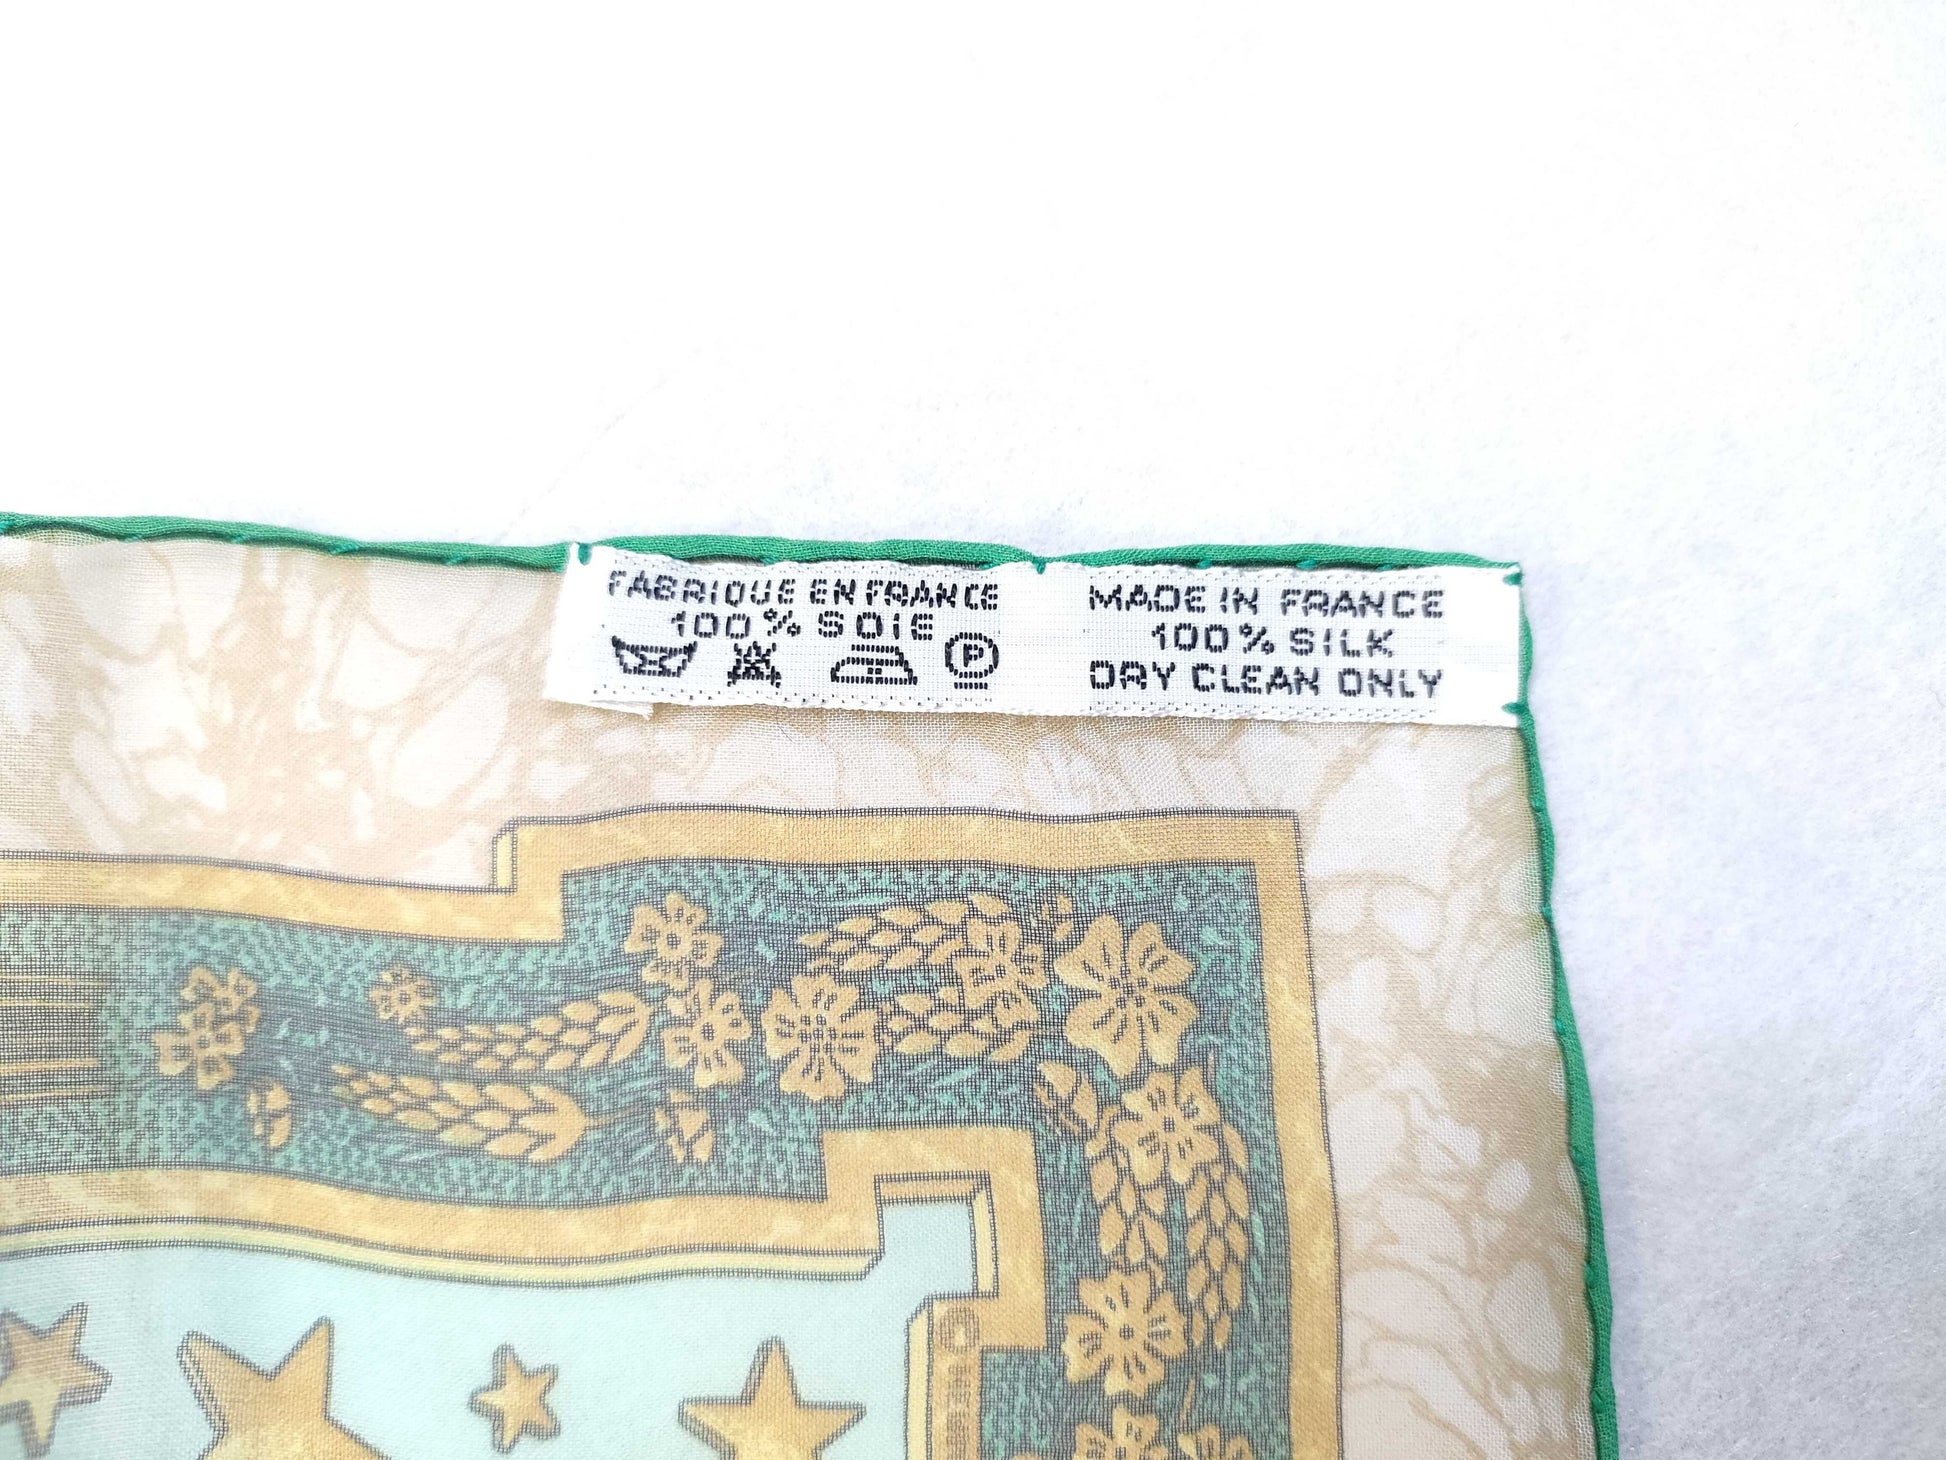 FABRIQUE EN FRANCE
100% SOIE
P
MADE IN FRANCE
100% SILK
DRY CLEAN ONLY